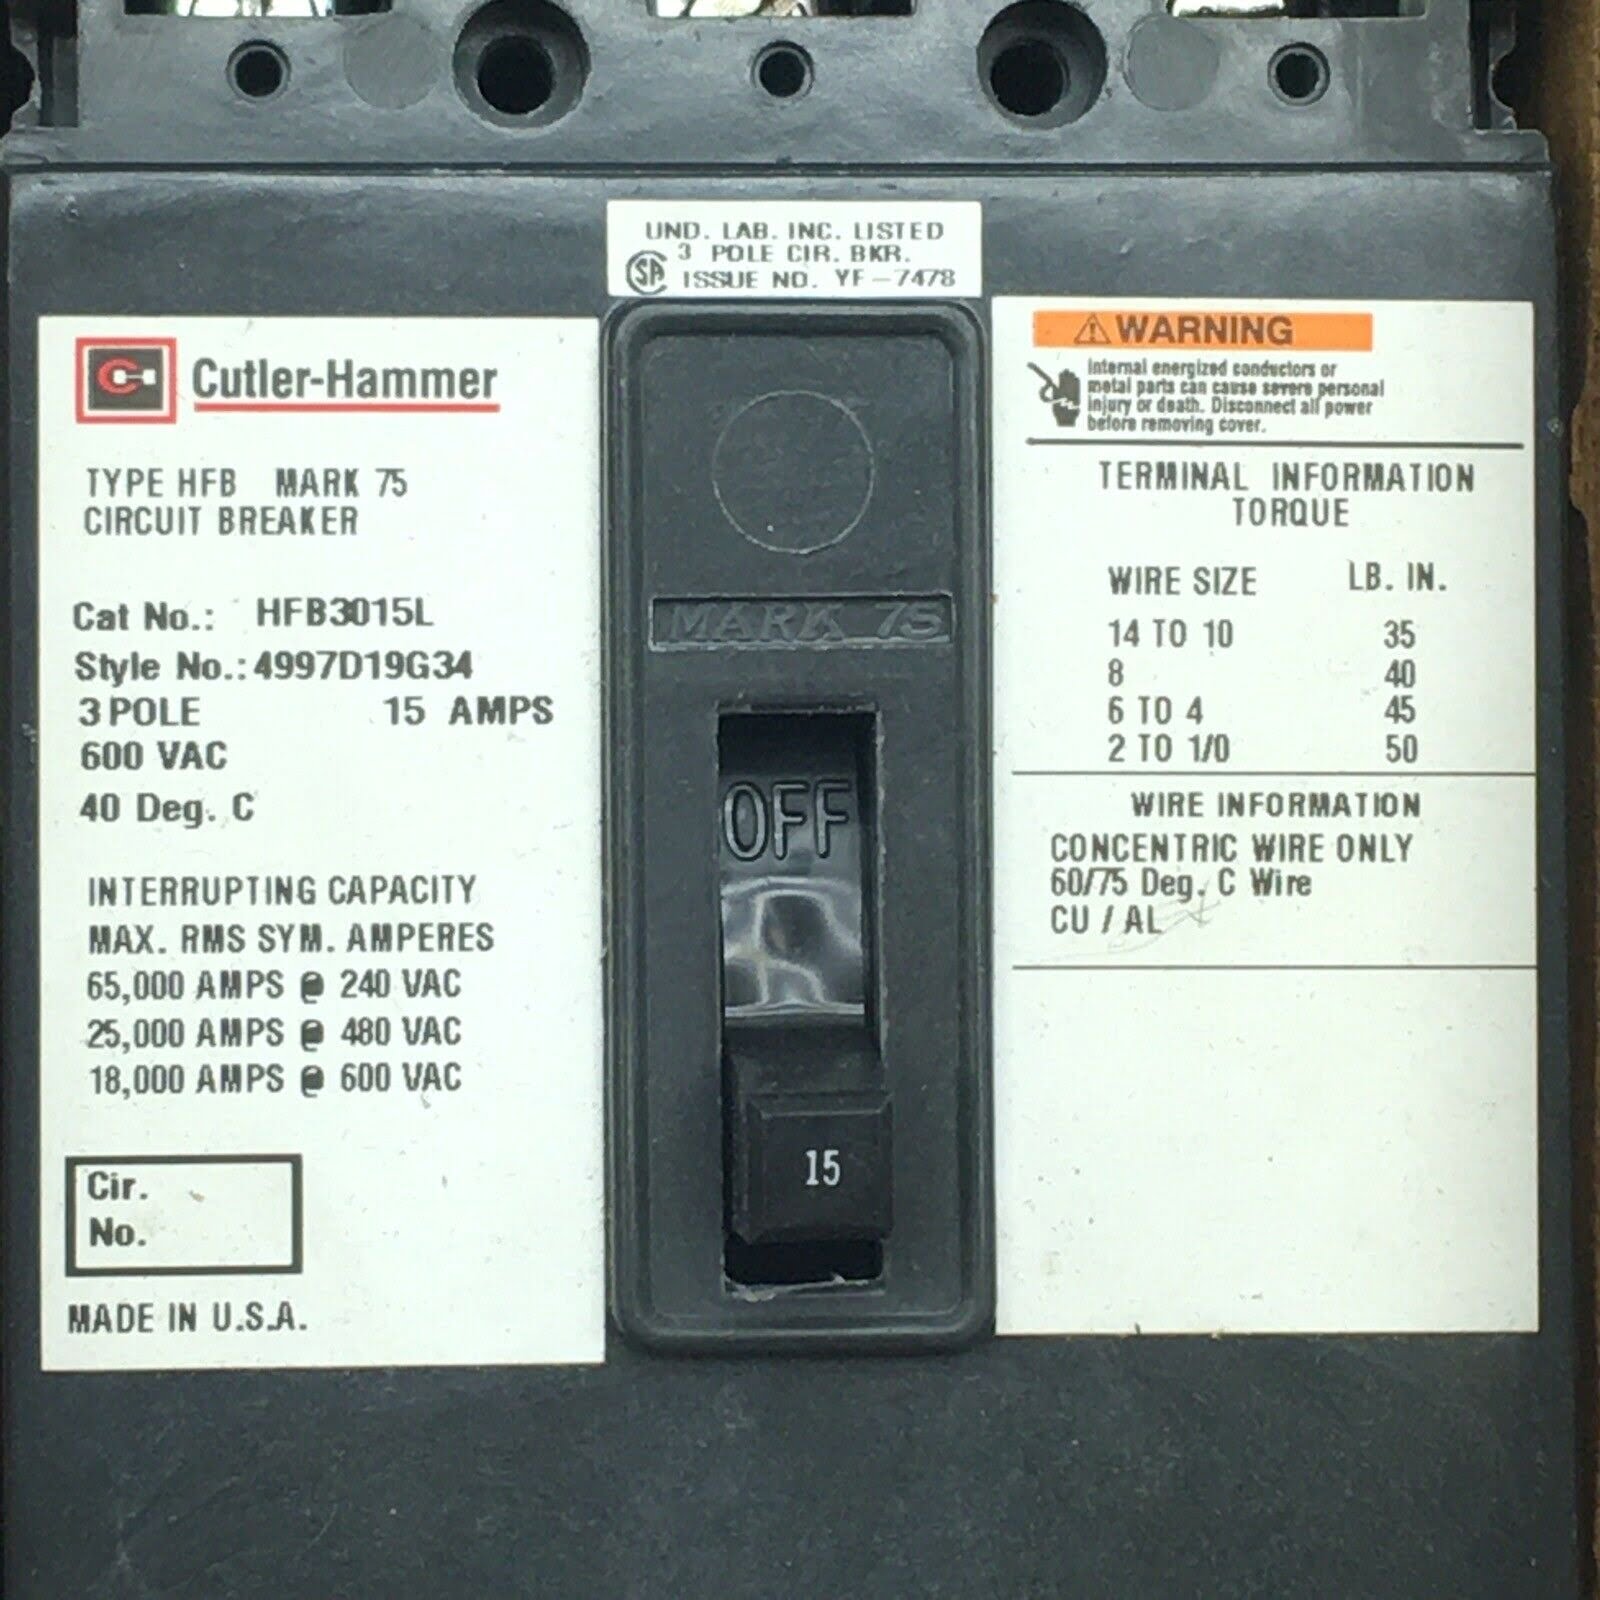 UND. LAB. INC. LISTED
3 POLE CIR. BKR.
SA ISSUE NO. YF-7478
Cutler-Hammer
TYPE HFB MARK 75
CIRCUIT BREAKER
Cat No.: HFB3015L
Style No.: 4997D19G34
3 POLE 15 AMPS
600 VAC
40 Deg. C
INTERRUPTING CAPACITY
MAX. RMS SYM. AMPERES
65,000 AMPS @ 240 VAC
25,000 AMPS @ 480 VAC
18,000 AMPS @ 600 VAC
Cir.
No.
MADE IN U.S.A.
MARK 75
OFF
15
WARNING
Internal energized conductors or
metal parts can cause severe personal
injury or death. Disconnect all power
before removing cover.
TERMINAL INFORMATION
TORQUE
WIRE SIZE LB. IN.
14 TO 10 35
8 40
6 TO 4 45
2 TO 1/0 50
WIRE INFORMATION
CONCENTRIC WIRE ONLY
60/75 Deg. C Wire
CU / AL